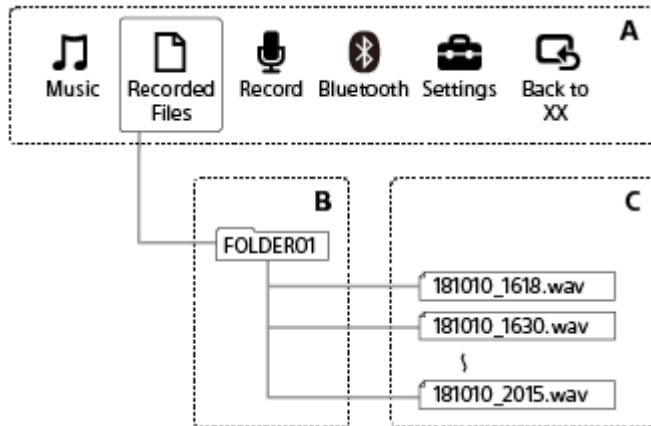 A
Music
Recorded
Files
Record
Bluetooth
Settings
Back to
XX
B
C
FOLDER01
181010_1618.wav
181010_1630.wav
181010_2015.wav